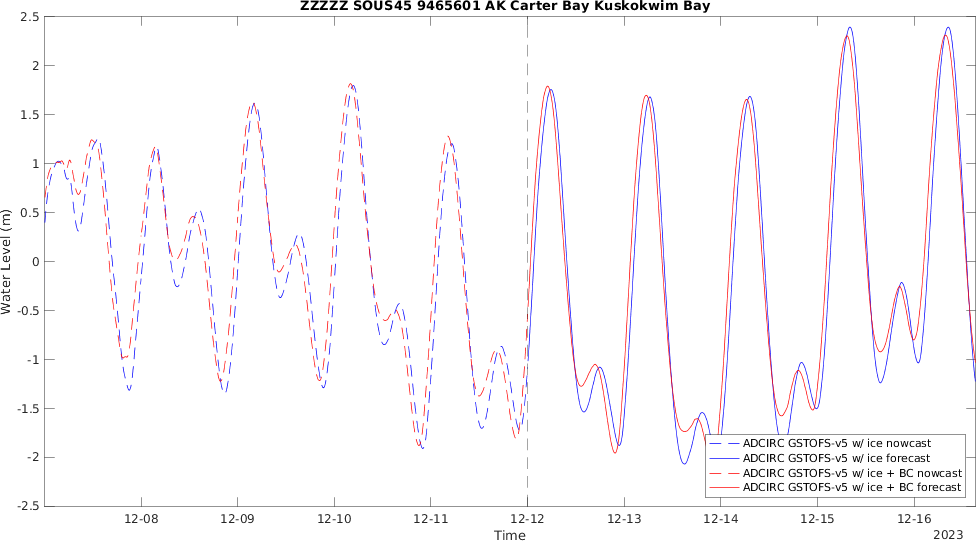 ZZZZZ SOUS45 9465601 AK Carter Bay Kuskokwim Bay
2.5
2
1.5
1
0.5
0
-0.5
-1
-1.5
-2
-2.5
Water Level (m)
ADCIRC GSTOFS-v5 w/ ice nowcast
ADCIRC GSTOFS-v5 w/ ice forecast
ADCIRC GSTOFS-v5 w/ ice + BC nowcast
ADCIRC GSTOFS-v5 w/ ice + BC forecast
12-08 12-09 12-10 12-11 12-12 12-13 12-14 12-15 12-16
Time
2023